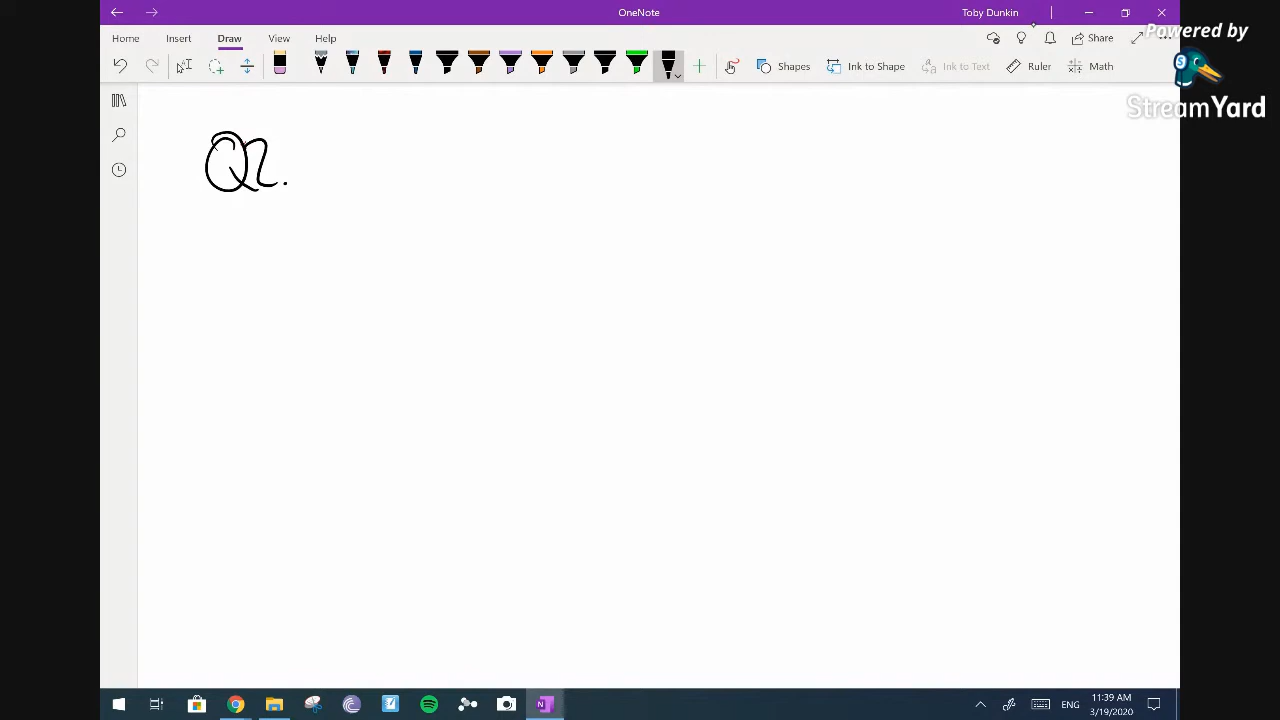 OneNote
Toby Dunkin
Powered by
StreamYard
Home Insert Draw View Help
Share
Shapes Ink to Shape Ink to Text Ruler Math
Q2.
ENG
11:39 AM
3/19/2020